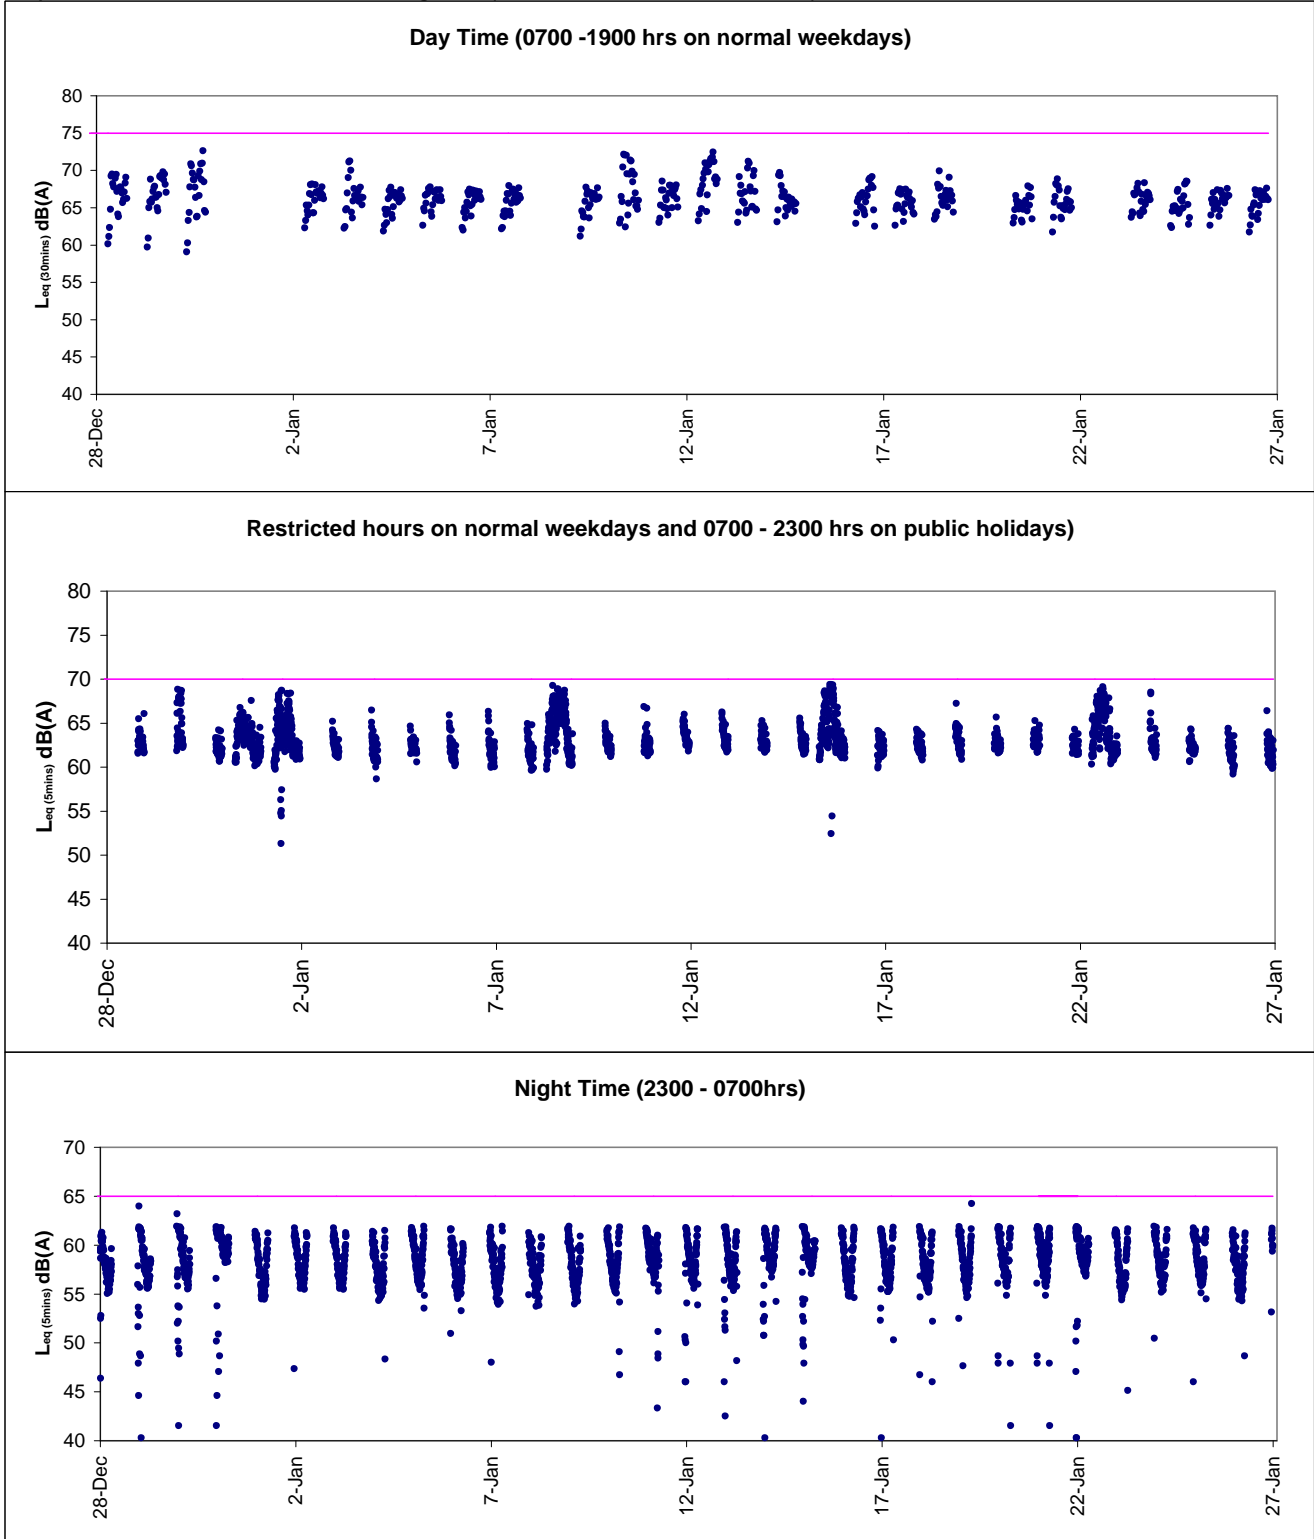 Day Time (0700 -1900 hrs on normal weekdays)
80
75
70
65
60
55
50
45
40
Leq (30mins) dB(A)
28-Dec
2-Jan
7-Jan
12-Jan
17-Jan
22-Jan
27-Jan
Restricted hours on normal weekdays and 0700 - 2300 hrs on public holidays)
80
75
70
65
60
55
50
45
40
Leq (5mins) dB(A)
28-Dec
2-Jan
7-Jan
12-Jan
17-Jan
22-Jan
27-Jan
Night Time (2300 - 0700hrs)
70
65
60
55
50
45
40
Leq (5mins) dB(A)
28-Dec
2-Jan
7-Jan
12-Jan
17-Jan
22-Jan
27-Jan